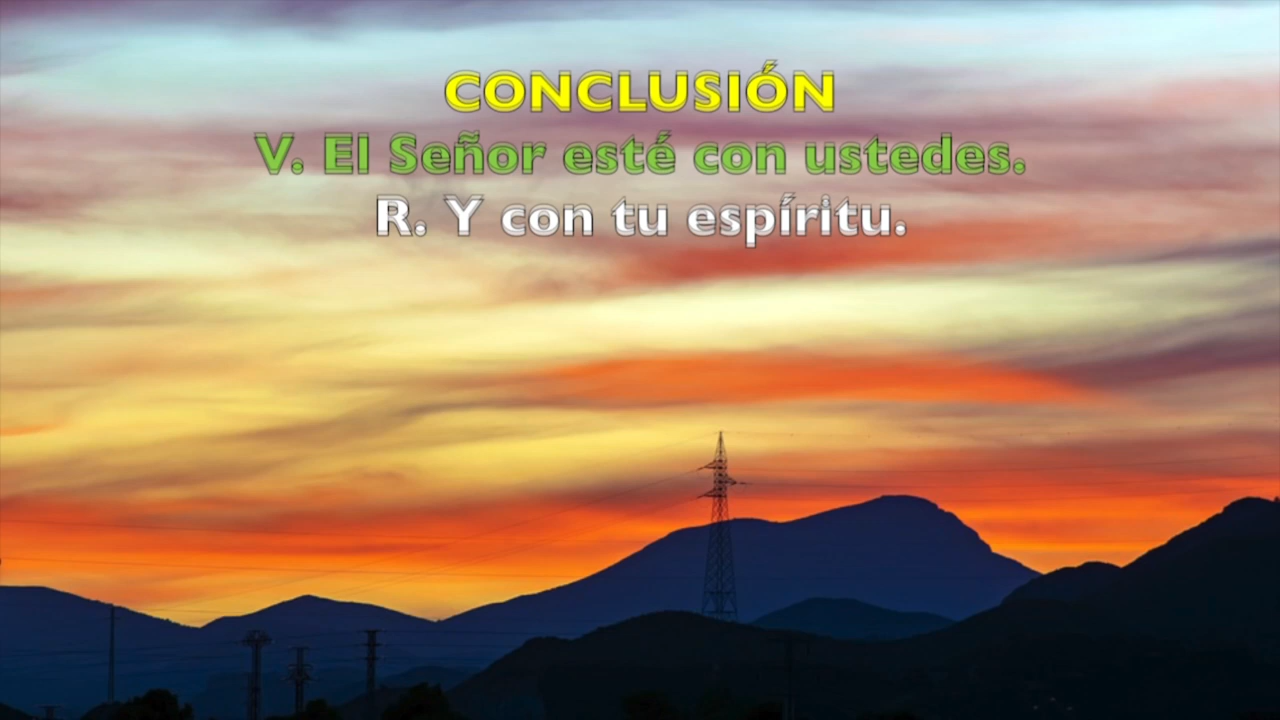 CONCLUSIÓN
V. El Señor esté con ustedes.
R. Y con tu espíritu.